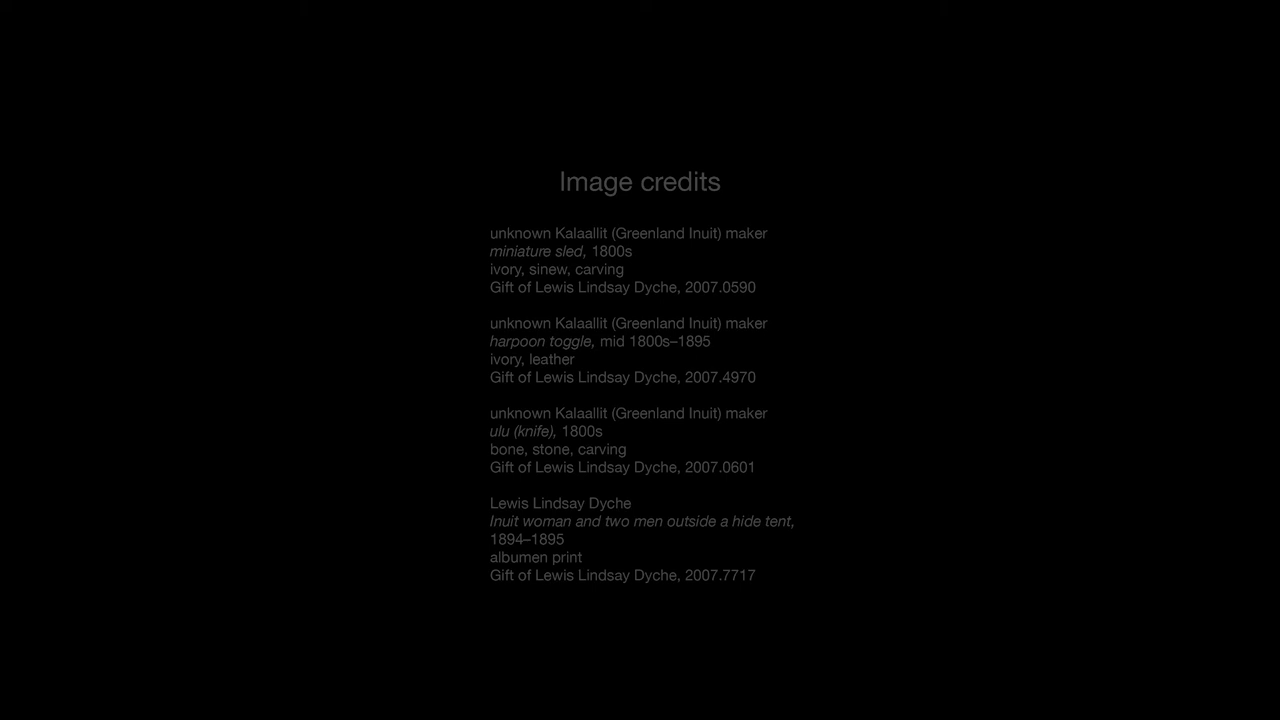 Image credits
unknown Kalaallit (Greenland Inuit) maker
miniature sled, 1800s
ivory, sinew, carving
Gift of Lewis Lindsay Dyche, 2007.0590
unknown Kalaallit (Greenland Inuit) maker
harpoon toggle, mid 1800s–1895
ivory, leather
Gift of Lewis Lindsay Dyche, 2007.4970
unknown Kalaallit (Greenland Inuit) maker
ulu (knife), 1800s
bone, stone, carving
Gift of Lewis Lindsay Dyche, 2007.0601
Lewis Lindsay Dyche
Inuit woman and two men outside a hide tent,
1894–1895
albumen print
Gift of Lewis Lindsay Dyche, 2007.7717